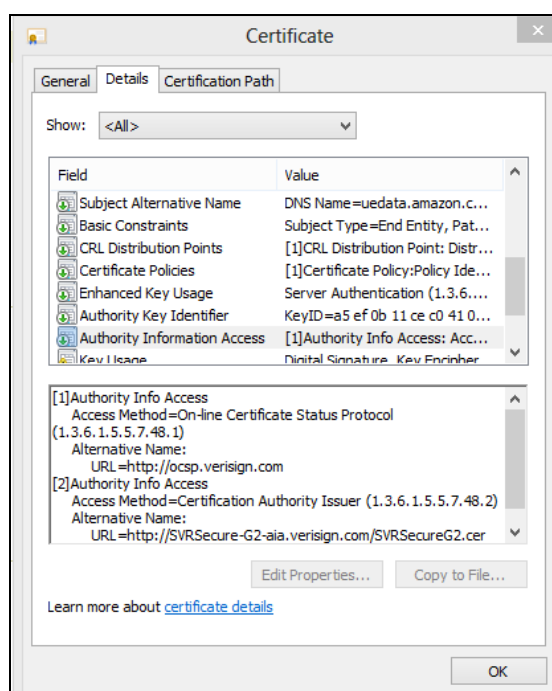 Certificate
General Details Certification Path
Show: <All>
Field Value
Subject Alternative Name DNS Name=uedata.amazon.c...
Basic Constraints Subject Type=End Entity, Pat...
CRL Distribution Points [1]CRL Distribution Point: Distr...
Certificate Policies [1]Certificate Policy:Policy Ide...
Enhanced Key Usage Server Authentication (1.3.6....
Authority Key Identifier KeyID=a5 ef 0b 11 ce c0 41 0...
Authority Information Access [1]Authority Info Access: Acc...
Key Usage Digital Signature, Key Encipher
[1]Authority Info Access
Access Method=On-line Certificate Status Protocol
(1.3.6.1.5.5.7.48.1)
Alternative Name:
URL=http://ocsp.verisign.com
[2]Authority Info Access
Access Method=Certification Authority Issuer (1.3.6.1.5.5.7.48.2)
Alternative Name:
URL=http://SVRSecure-G2-aia.verisign.com/SVRSecureG2.cer
Edit Properties... Copy to File...
Learn more about certificate details
OK